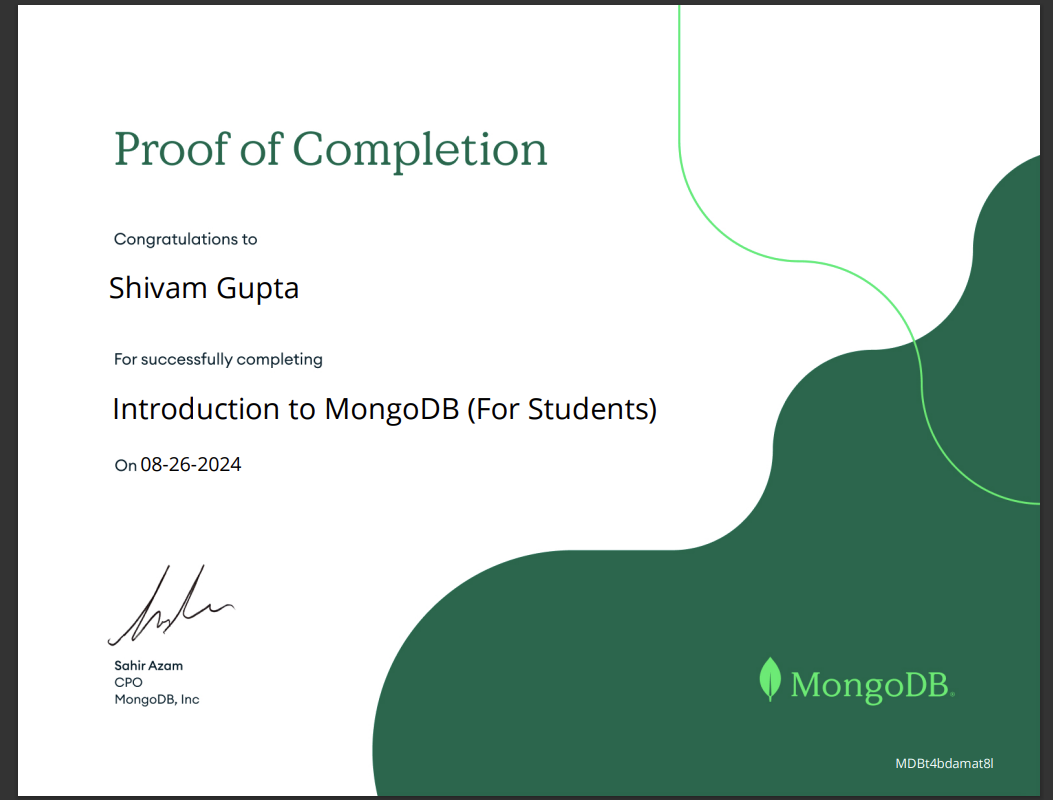 Proof of Completion
Congratulations to
Shivam Gupta
For successfully completing
Introduction to MongoDB (For Students)
On 08-26-2024
Sahir Azam
CPO
MongoDB, Inc
MongoDB®
MDBt4bdamat8l